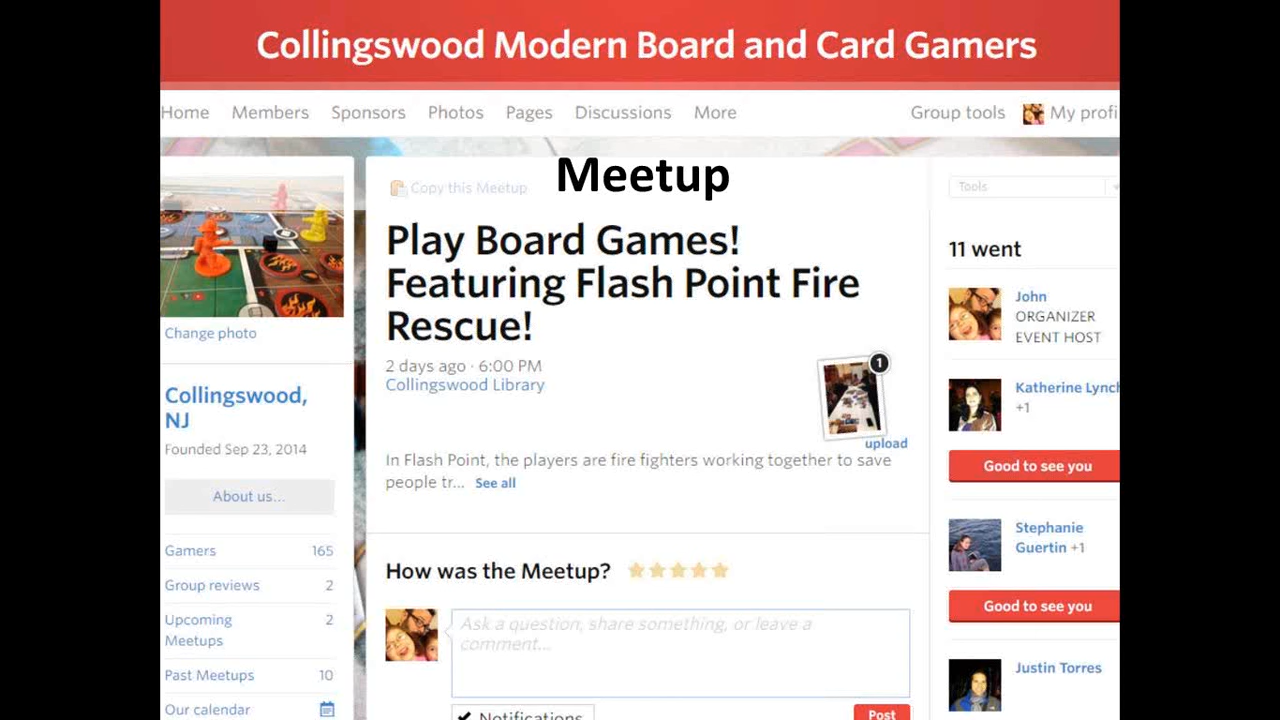 Collingswood Modern Board and Card Gamers
Home Members Sponsors Photos Pages Discussions More Group tools My profi
Meetup
Copy this Meetup
Tools
Play Board Games!
Featuring Flash Point Fire
Rescue!
2 days ago · 6:00 PM
Collingswood Library
1
upload
In Flash Point, the players are fire fighters working together to save
people tr... See all
How was the Meetup?
Ask a question, share something, or leave a
comment...
Notifications
Post
Change photo
Collingswood,
NJ
Founded Sep 23, 2014
About us...
Gamers 165
Group reviews 2
Upcoming 2
Meetups
Past Meetups 10
Our calendar
11 went
John
ORGANIZER
EVENT HOST
Katherine Lynch
+1
Good to see you
Stephanie
Guertin +1
Good to see you
Justin Torres